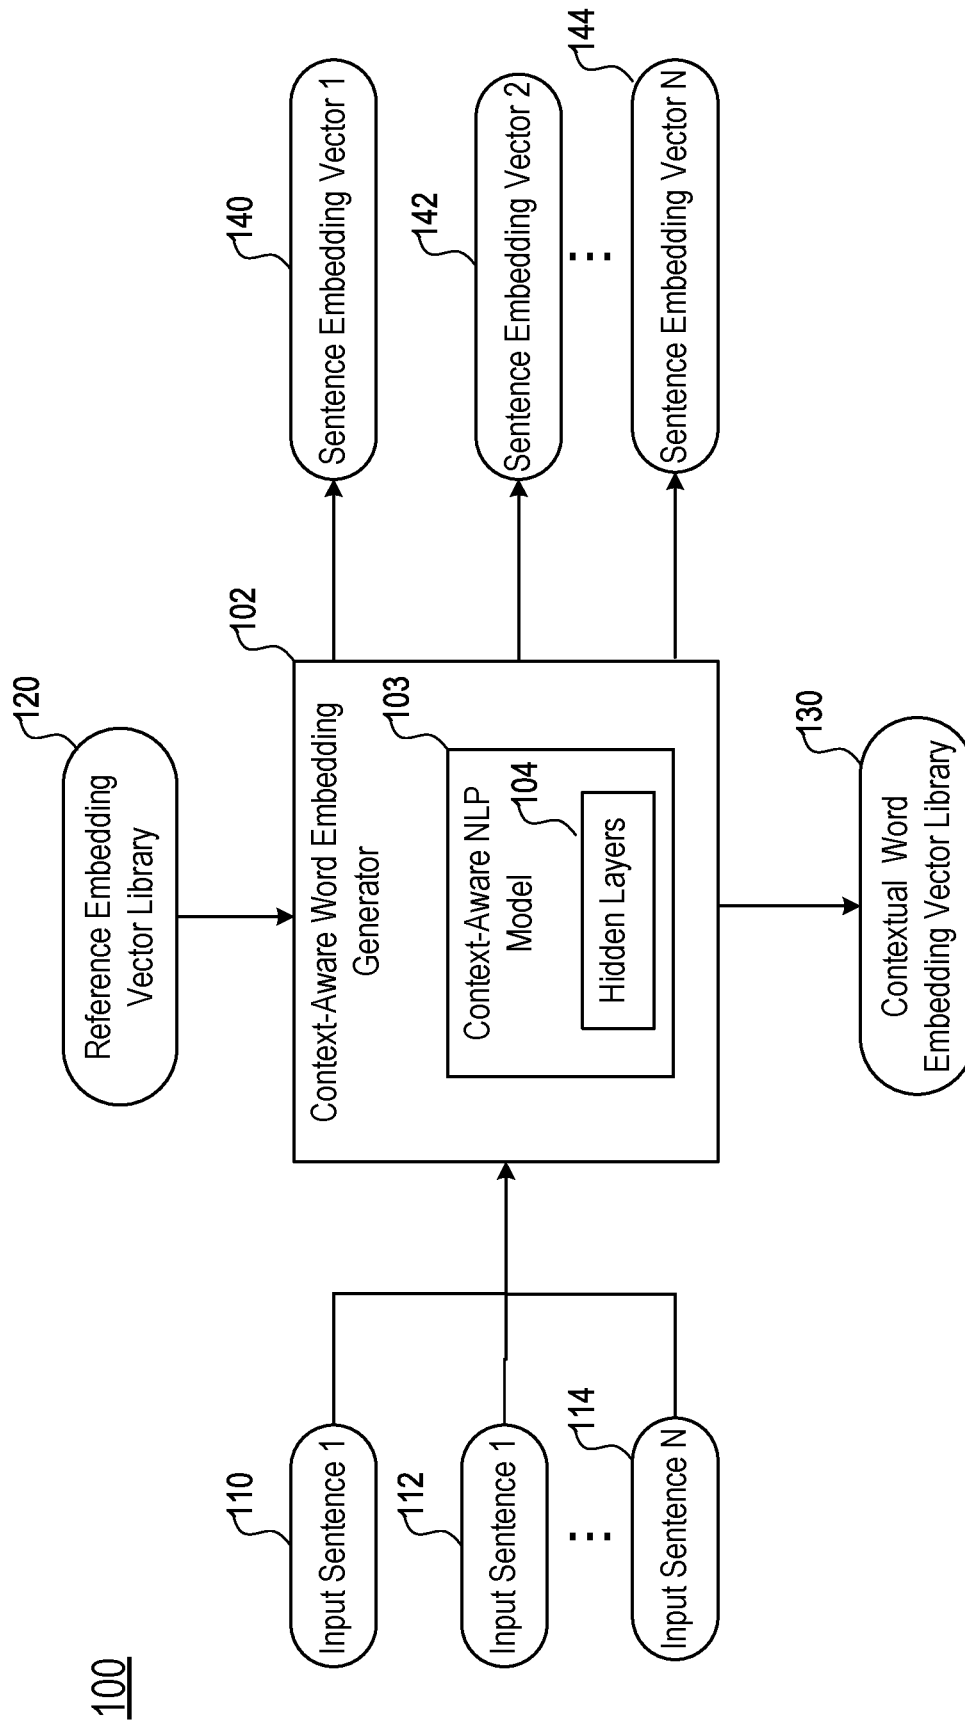 100
120
Reference Embedding
Vector Library
102
Context-Aware Word Embedding
Generator
103
Context-Aware NLP
Model
104
Hidden Layers
110
Input Sentence 1
112
Input Sentence 1
...
114
Input Sentence N
140
Sentence Embedding Vector 1
142
Sentence Embedding Vector 2
...
144
Sentence Embedding Vector N
130
Contextual Word
Embedding Vector Library